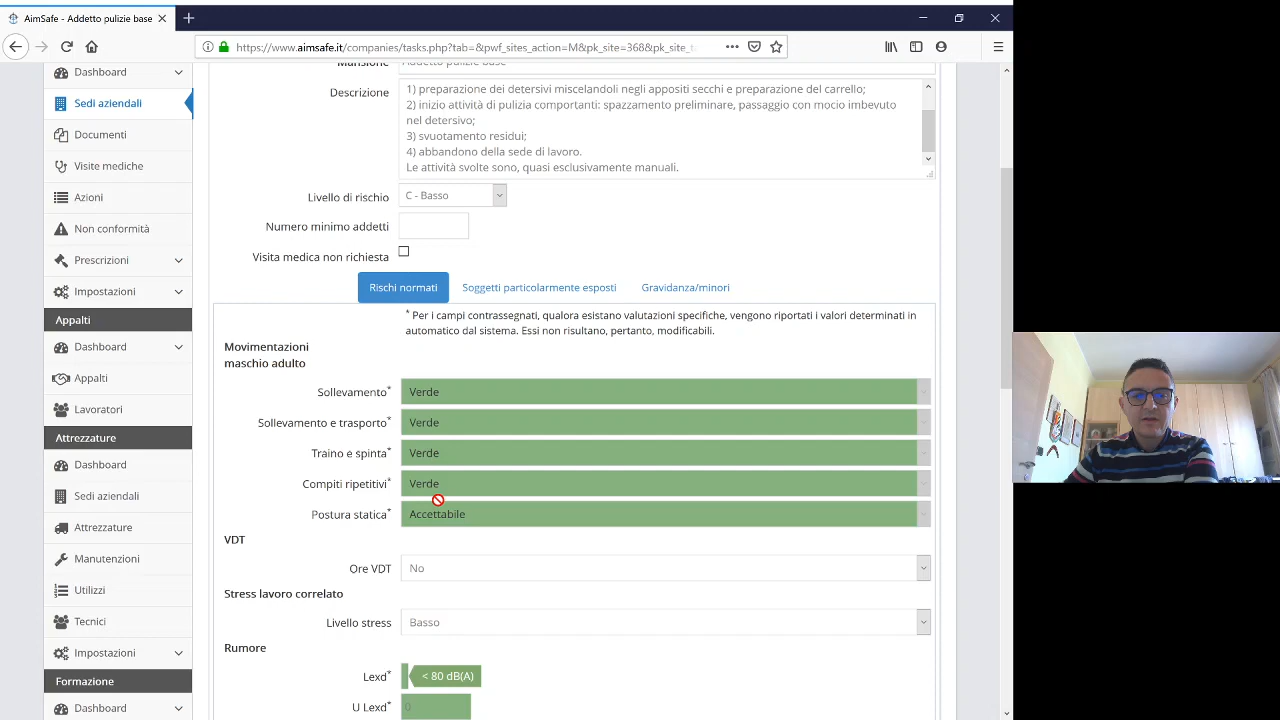 AimSafe - Addetto pulizie base
https://www.aimsafe.it/companies/tasks.php?tab=&pwf_sites_action=M&pk_site=368&pk_site_t
Dashboard
Sedi aziendali
Documenti
Visite mediche
Azioni
Non conformità
Prescrizioni
Impostazioni
Appalti
Dashboard
Appalti
Lavoratori
Attrezzature
Dashboard
Sedi aziendali
Attrezzature
Manutenzioni
Utilizzi
Tecnici
Impostazioni
Formazione
Dashboard
Mansione
Addetto pulizie base
Descrizione
1) preparazione dei detersivi miscelandoli negli appositi secchi e preparazione del carrello;
2) inizio attività di pulizia comportanti: spazzamento preliminare, passaggio con mocio imbevuto
nel detersivo;
3) svuotamento residui;
4) abbandono della sede di lavoro.
Le attività svolte sono, quasi esclusivamente manuali.
Livello di rischio
C - Basso
Numero minimo addetti
Visita medica non richiesta
Rischi normati
Soggetti particolarmente esposti
Gravidanza/minori
* Per i campi contrassegnati, qualora esistano valutazioni specifiche, vengono riportati i valori determinati in
automatico dal sistema. Essi non risultano, pertanto, modificabili.
Movimentazioni
maschio adulto
Sollevamento*
Verde
Sollevamento e trasporto*
Verde
Traino e spinta*
Verde
Compiti ripetitivi*
Verde
Postura statica*
Accettabile
VDT
Ore VDT
No
Stress lavoro correlato
Livello stress
Basso
Rumore
Lexd*
< 80 dB(A)
U Lexd*
0